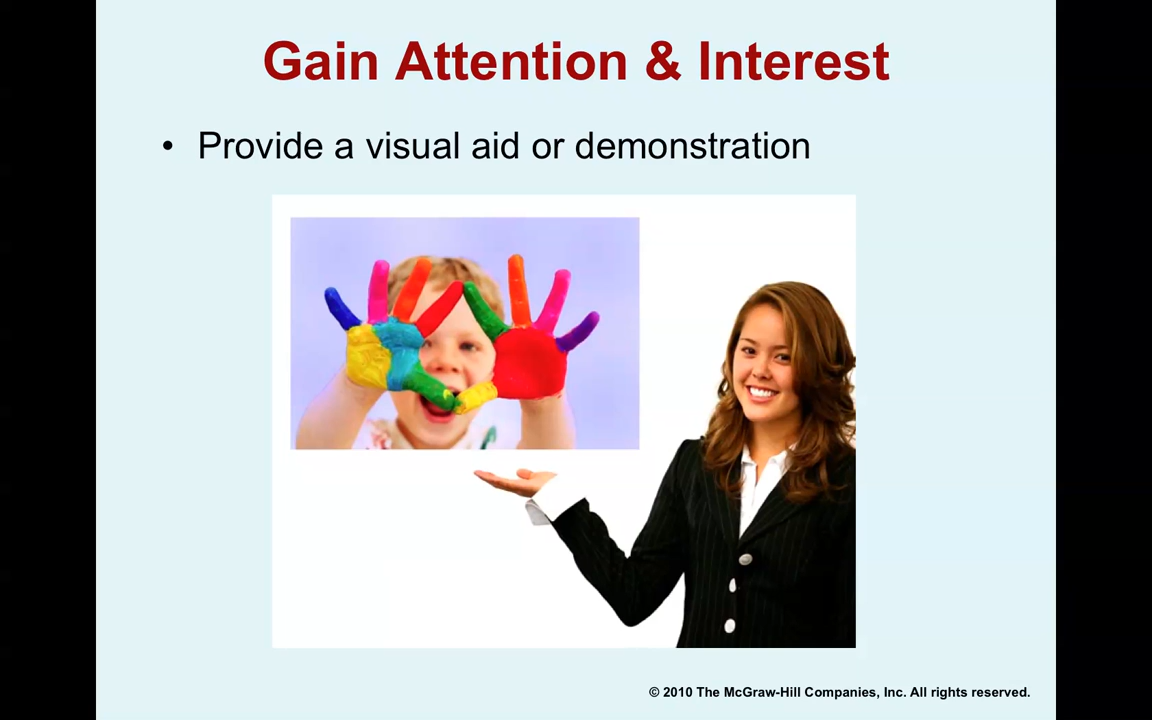 Gain Attention & Interest
• Provide a visual aid or demonstration
© 2010 The McGraw-Hill Companies, Inc. All rights reserved.